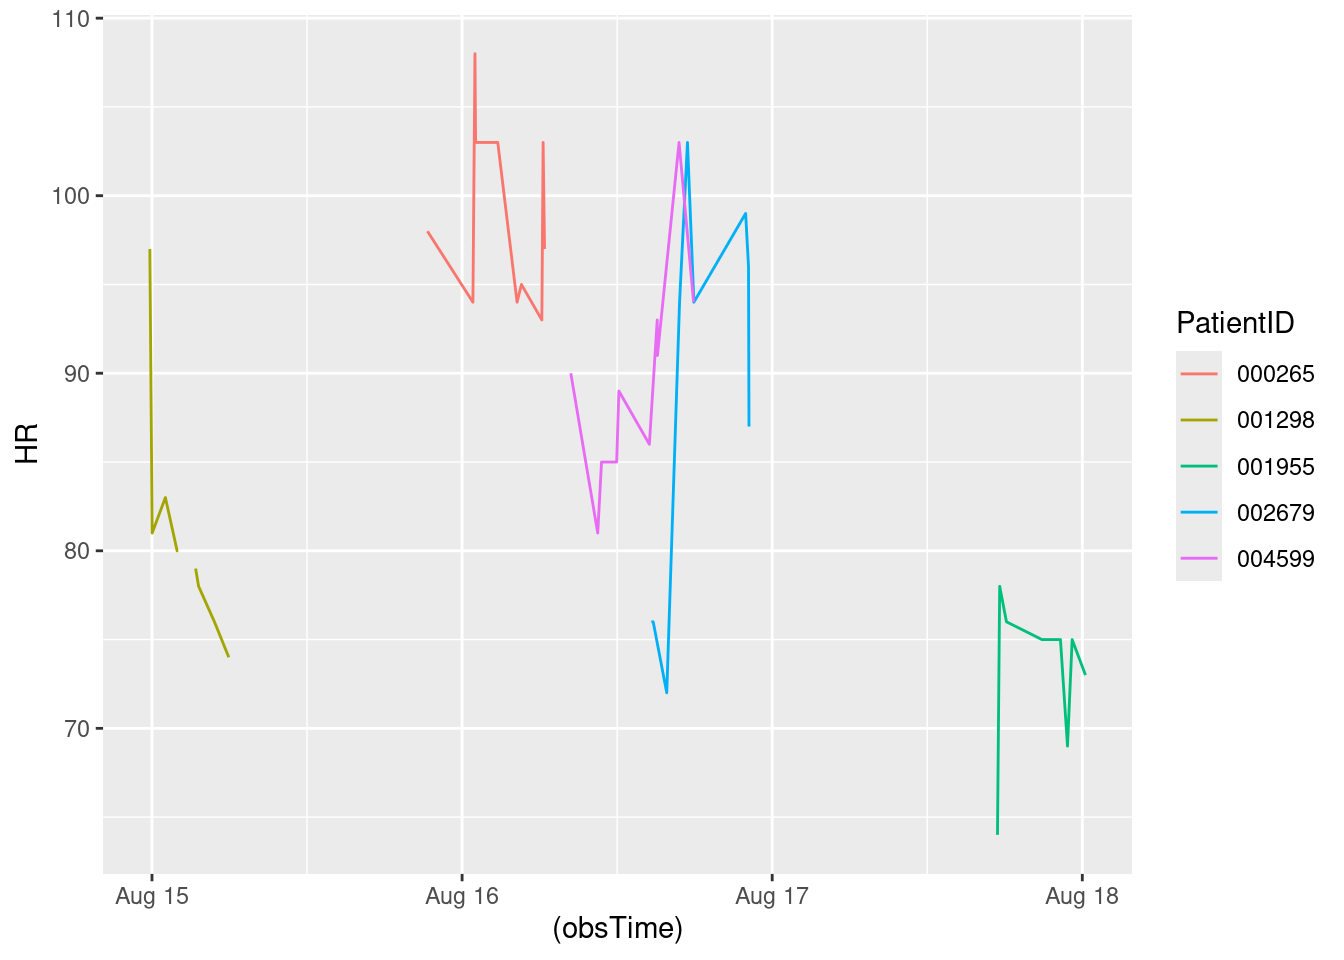 110
100
90
80
70
HR
Aug 15
Aug 16
Aug 17
Aug 18
(obsTime)
PatientID
000265
001298
001955
002679
004599